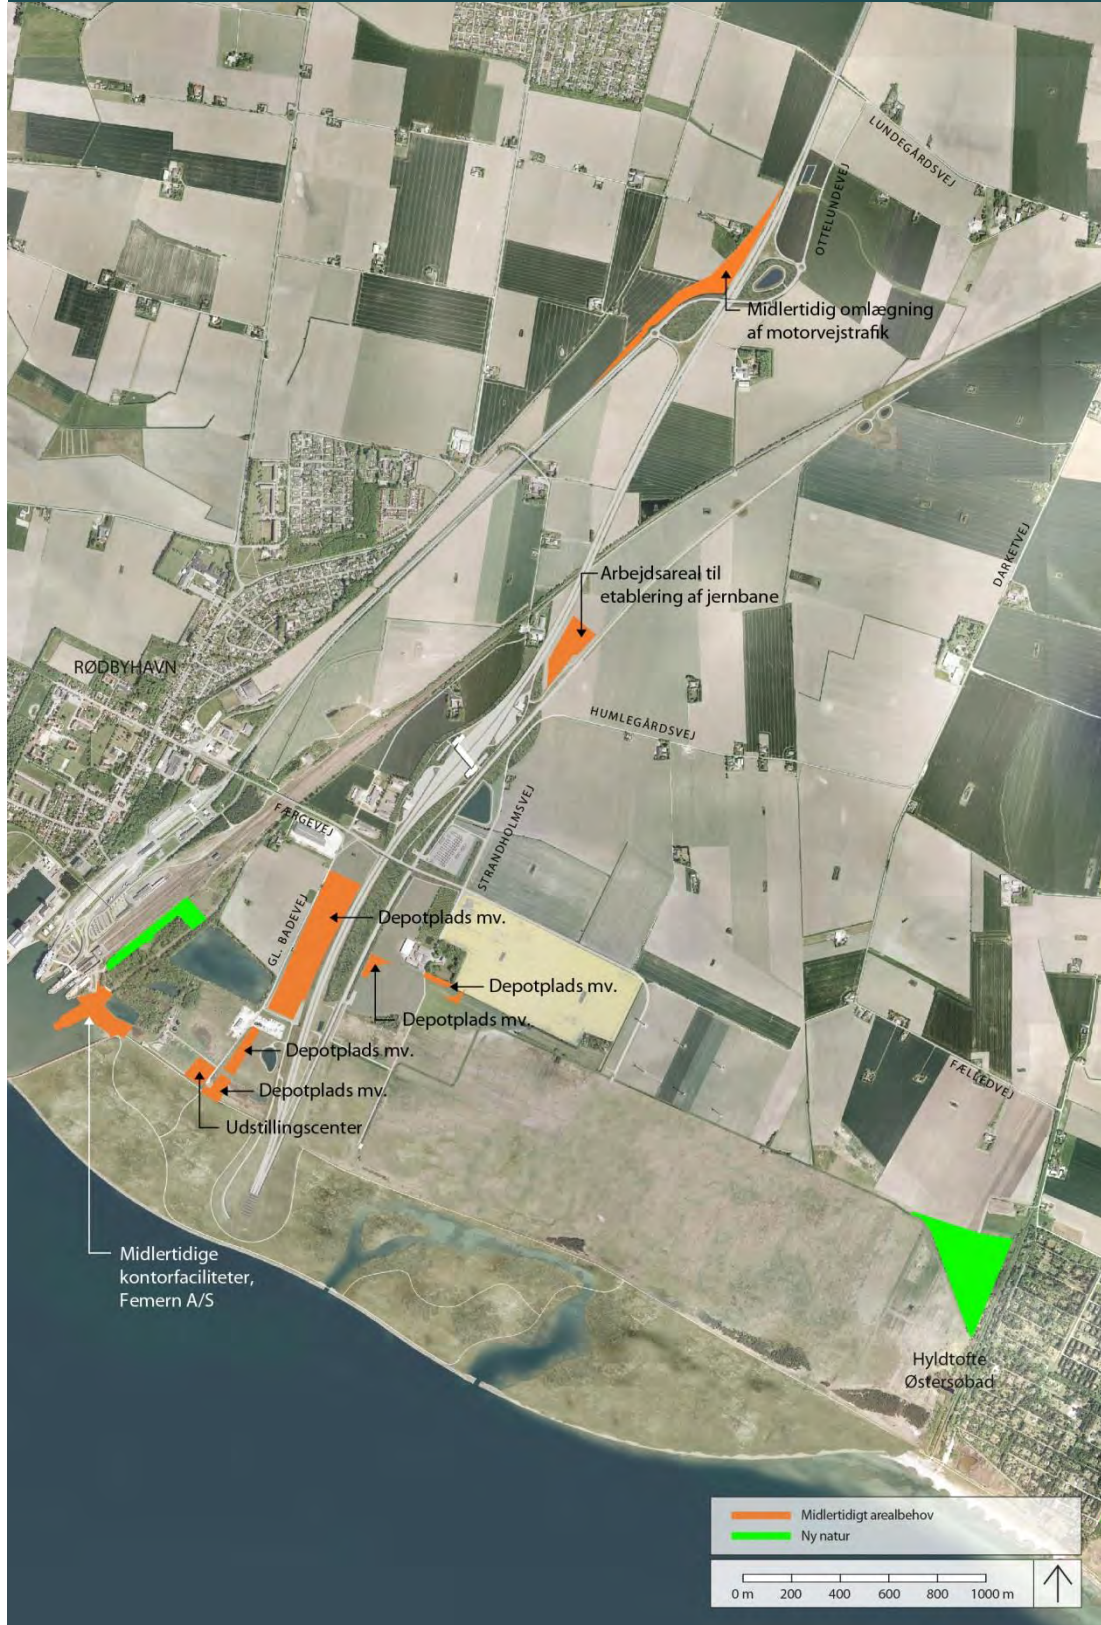 LUNDEGÅRDSVEJ
OTTELUNDEVEJ
Midlertidig omlægning
af motorvejstrafik
DARKETVEJ
Arbejdsareal til
etablering af jernbane
RØDBYHAVN
HUMLEGÅRDSVEJ
FÆRGEVEJ
STRANDHOLMSVEJ
GL. BADEVEJ
Depotplads mv.
Depotplads mv.
Depotplads mv.
Depotplads mv.
Depotplads mv.
FÆLLEDVEJ
Udstillingscenter
Midlertidige
kontorfaciliteter,
Femern A/S
Hyldtofte
Østersøbad
Midlertidigt arealbehov
Ny natur
0 m 200 400 600 800 1000 m